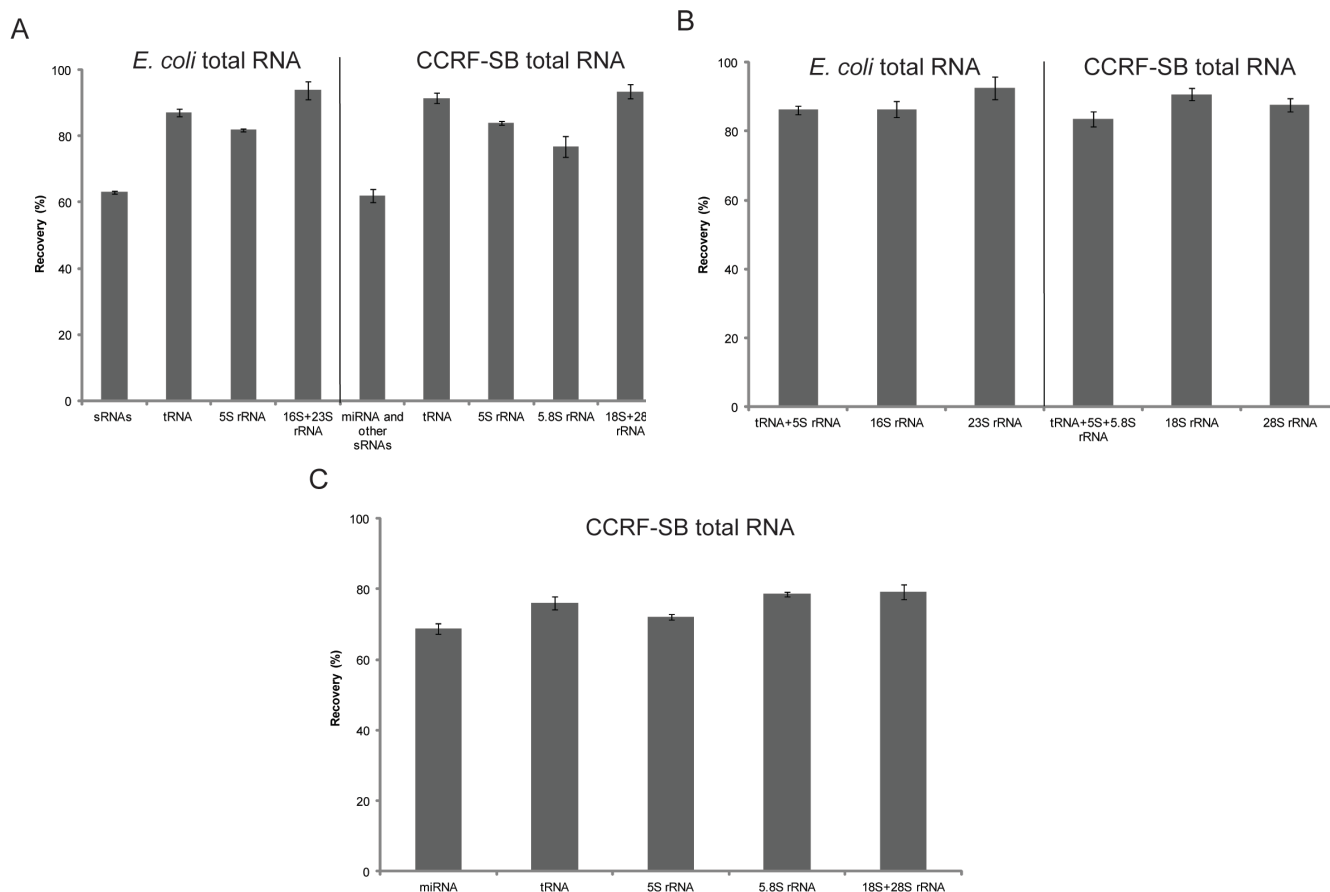 A
E. coli total RNA
CCRF-SB total RNA
Recovery (%)
100
80
60
40
20
0
sRNAs
tRNA
5S rRNA
16S+23S
rRNA
miRNA and
other
sRNAs
tRNA
5S rRNA
5.8S rRNA
18S+28
rRNA
B
E. coli total RNA
CCRF-SB total RNA
Recovery (%)
100
80
60
40
20
0
tRNA+5S rRNA
16S rRNA
23S rRNA
tRNA+5S+5.8S
rRNA
18S rRNA
28S rRNA
C
CCRF-SB total RNA
Recovery (%)
100
80
60
40
20
0
miRNA
tRNA
5S rRNA
5.8S rRNA
18S+28S rRNA